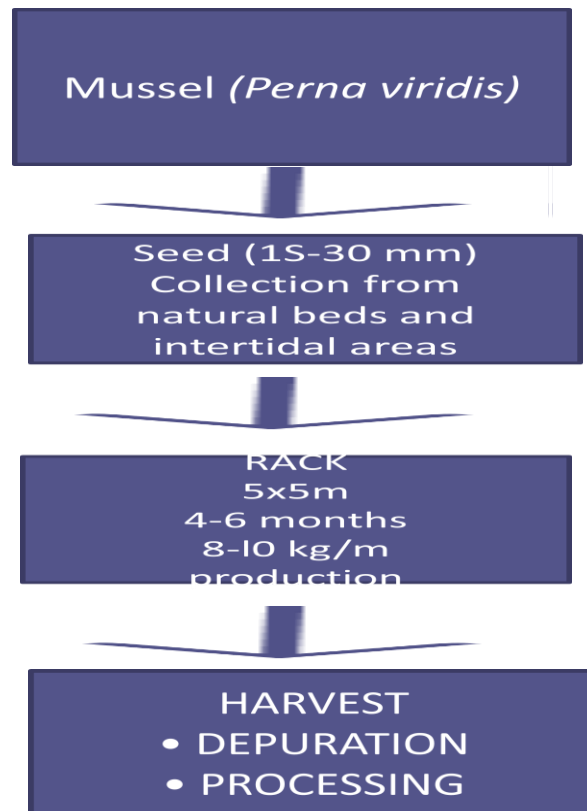 Mussel (Perna viridis)
Seed (1S-30 mm)
Collection from
natural beds and
intertidal areas
RACK
5x5m
4-6 months
8-l0 kg/m
production
HARVEST
• DEPURATION
• PROCESSING